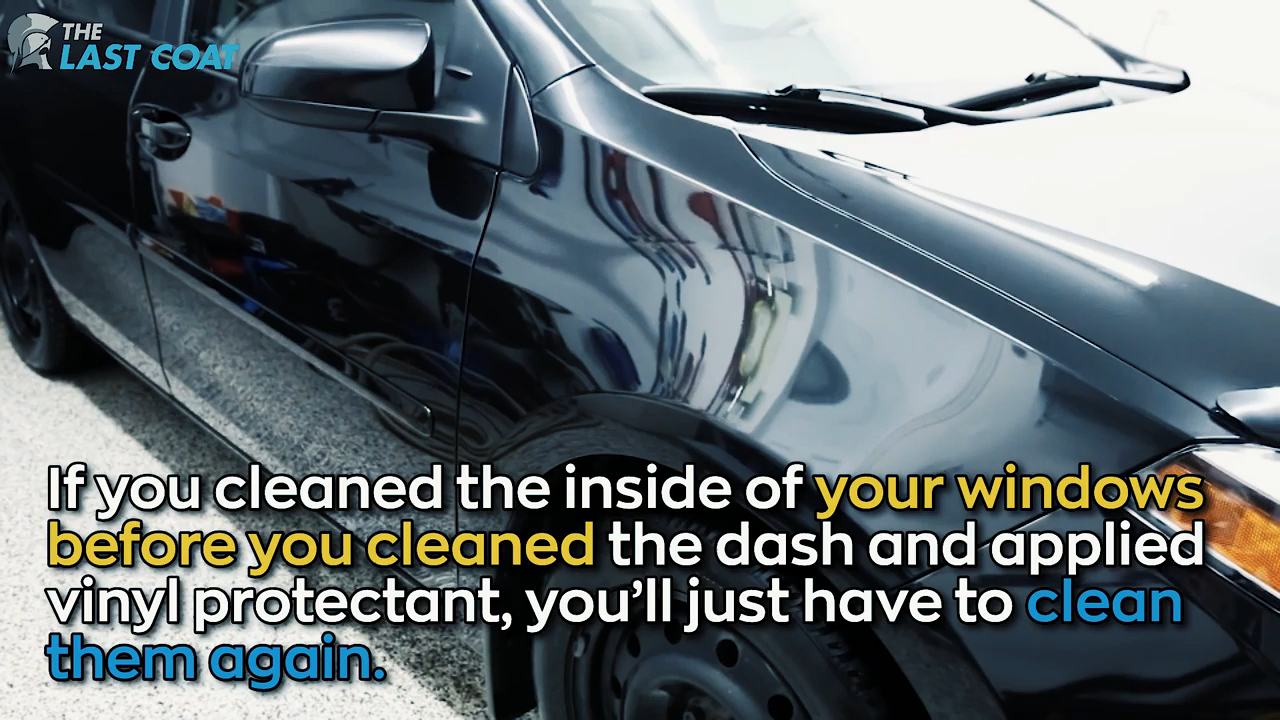 THE
LAST COAT
If you cleaned the inside of your windows
before you cleaned the dash and applied
vinyl protectant, you’ll just have to clean
them again.